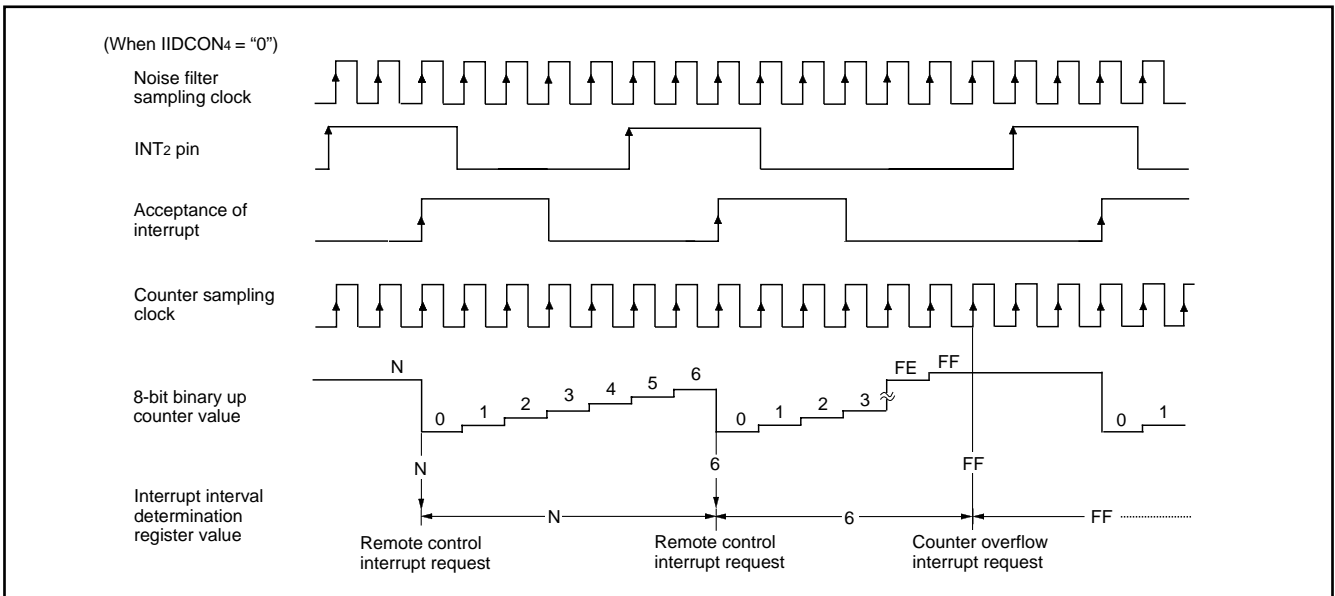 (When IIDCON4 = “0”)
Noise filter
sampling clock
INT2 pin
Acceptance of
interrupt
Counter sampling
clock
8-bit binary up
counter value
N
0
1
2
3
4
5
6
0
1
2
3
FE
FF
0
1
N
6
FF
Interrupt interval
determination
register value
N
6
FF
Remote control
interrupt request
Remote control
interrupt request
Counter overflow
interrupt request